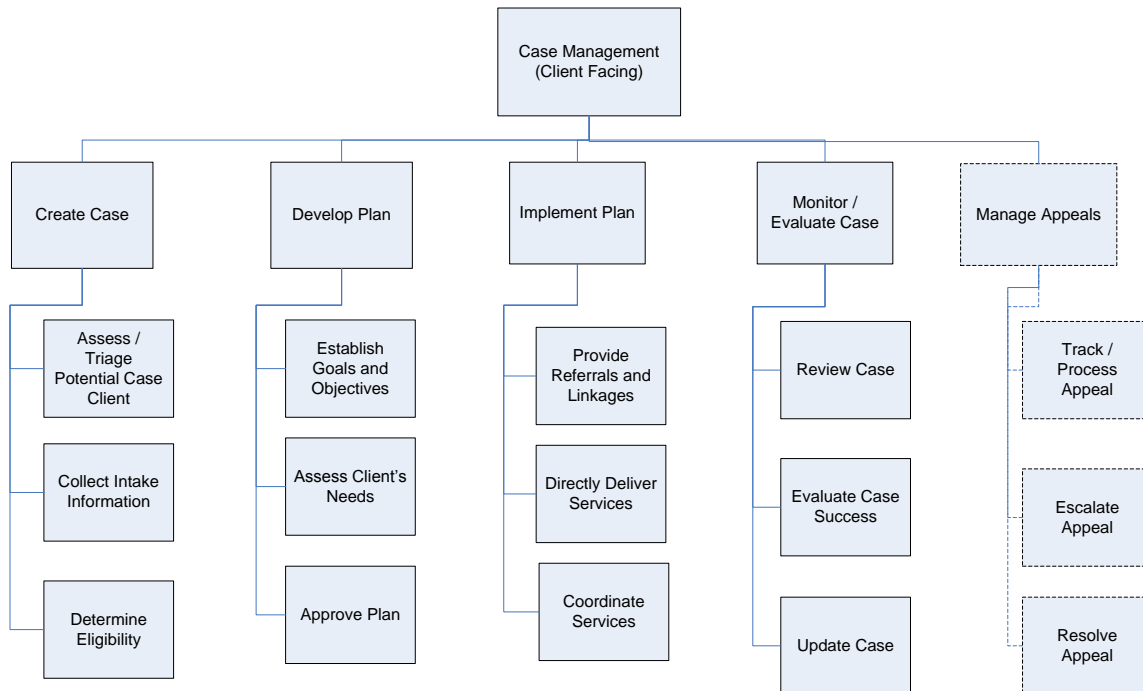 Case Management
(Client Facing)
Create Case
Develop Plan
Implement Plan
Monitor /
Evaluate Case
Manage Appeals
Assess /
Triage
Potential Case
Client
Collect Intake
Information
Determine
Eligibility
Establish
Goals and
Objectives
Assess Client’s
Needs
Approve Plan
Provide
Referrals and
Linkages
Directly Deliver
Services
Coordinate
Services
Review Case
Evaluate Case
Success
Update Case
Track /
Process
Appeal
Escalate
Appeal
Resolve
Appeal